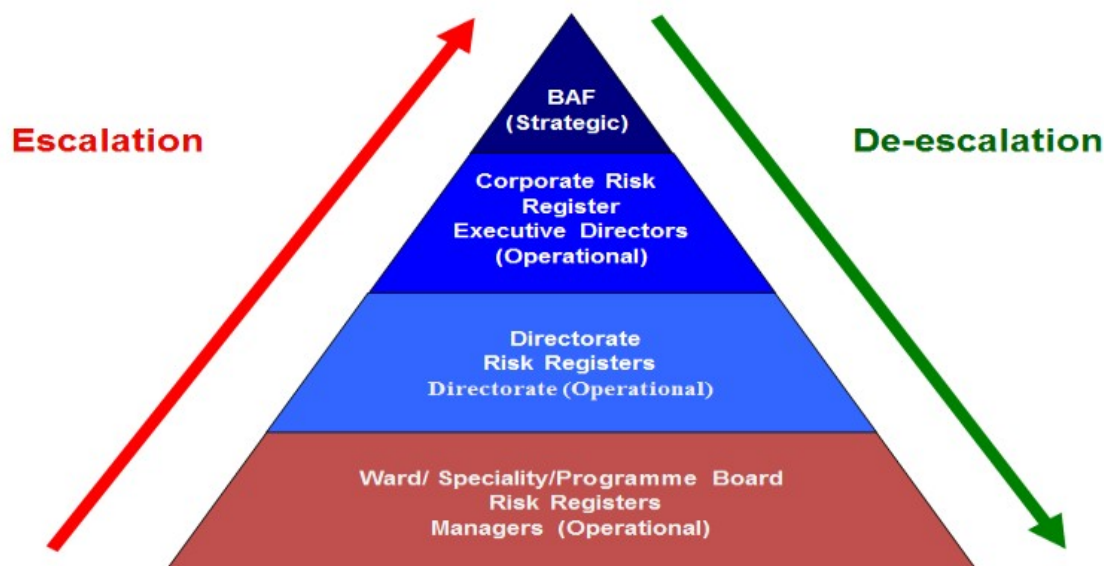 BAF
(Strategic)
Escalation
De-escalation
Corporate Risk
Register
Executive Directors
(Operational)
Directorate
Risk Registers
Directorate (Operational)
Ward/ Speciality/Programme Board
Risk Registers
Managers (Operational)